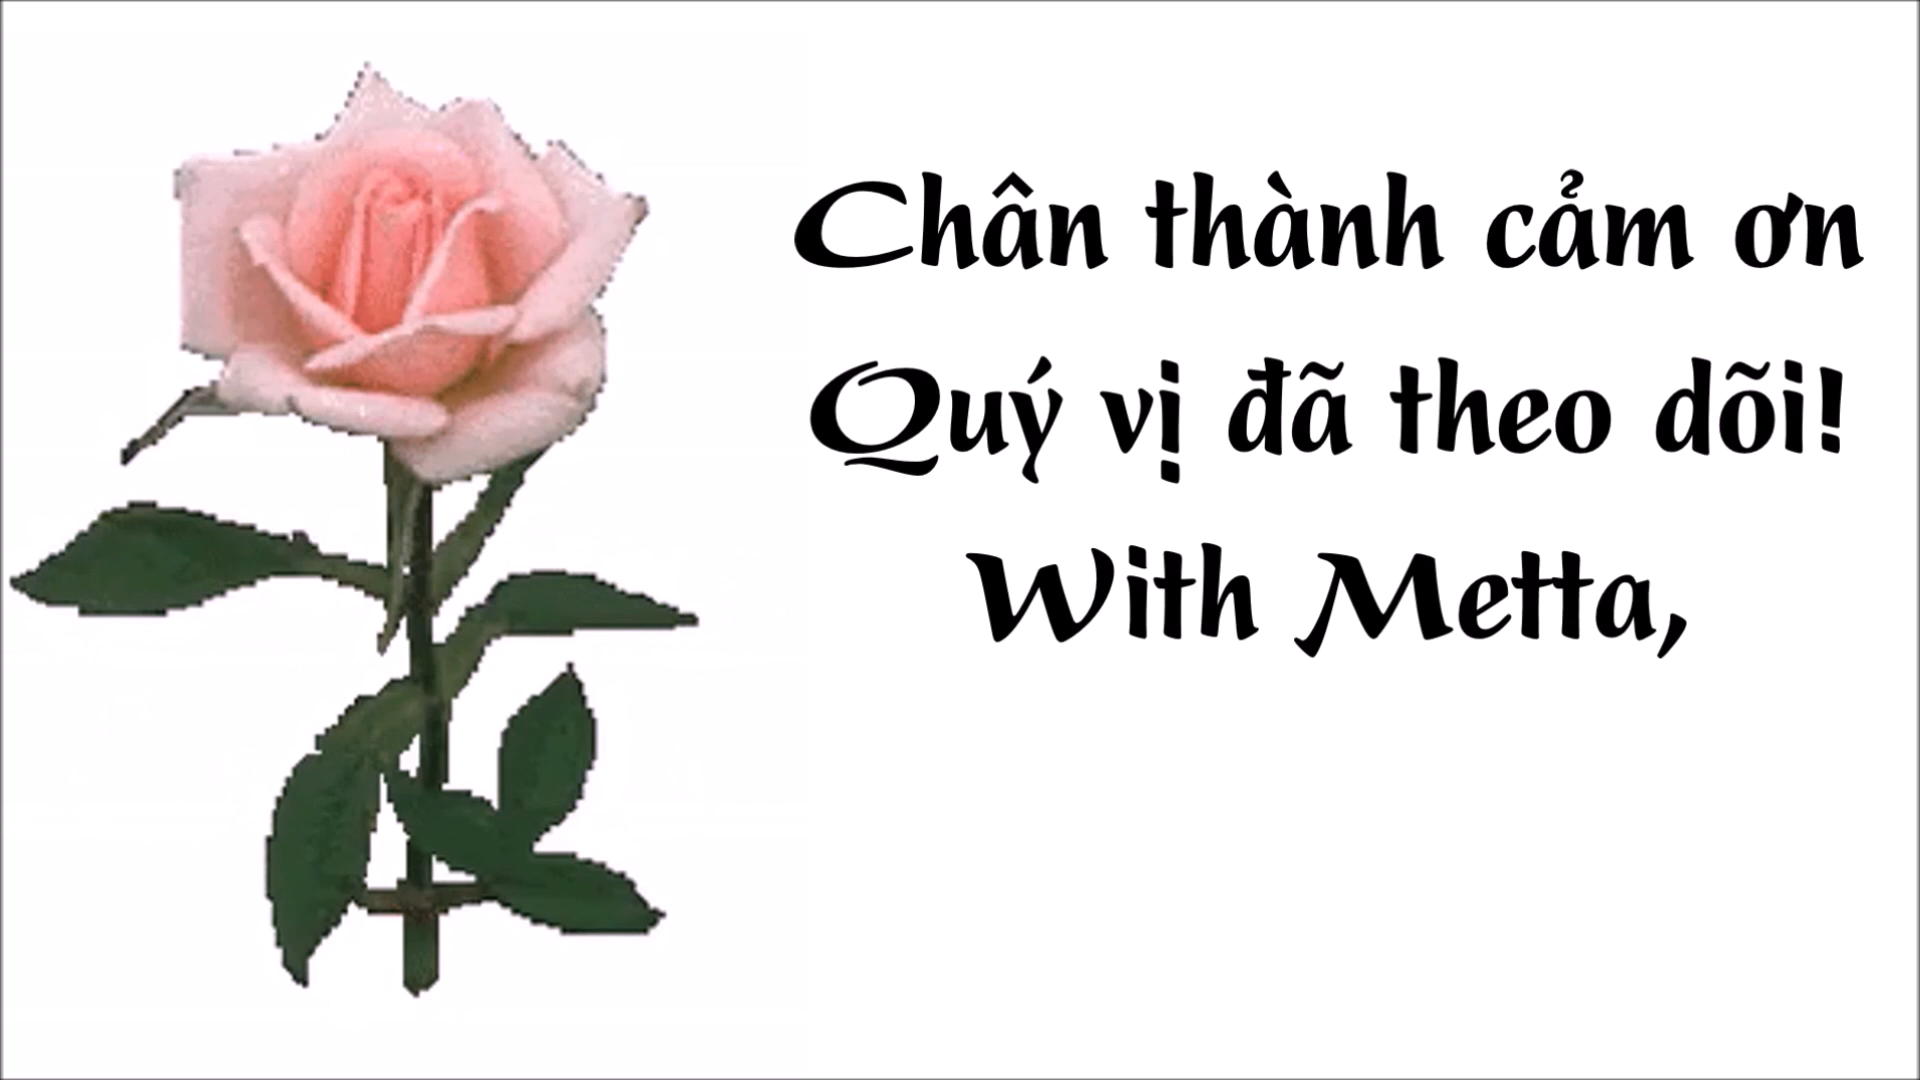 Chân thành cảm ơn
Quý vị đã theo dõi!
With Metta,